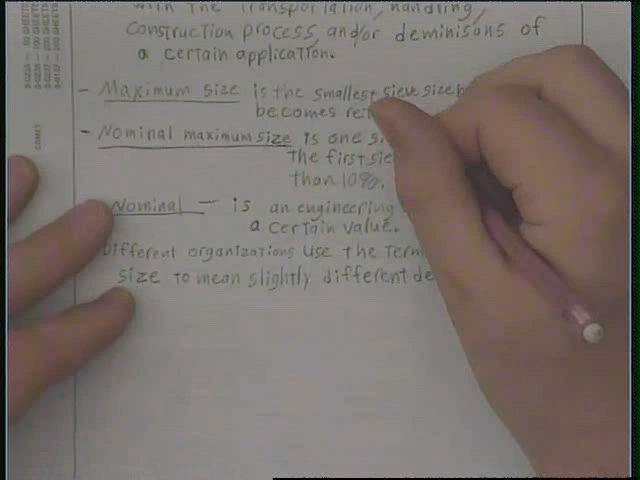 with the Transportation, handling,
construction process, and/or deminisons of
a certain application.
- Maximum size is the smallest sieve size
becomes
- Nominal maximum size is one
The first
than 10%.
Nominal — is an engineering
a certain value.
Different organizations use the Term
size to mean slightly different
COMET